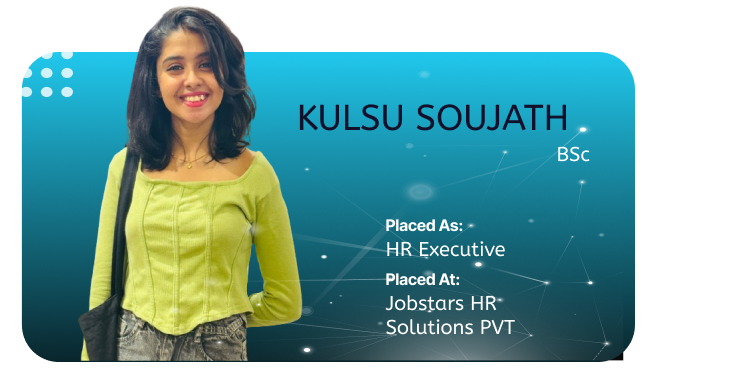 KULSU SOUJATH
BSc
Placed As:
HR Executive
Placed At:
Jobstars HR
Solutions PVT